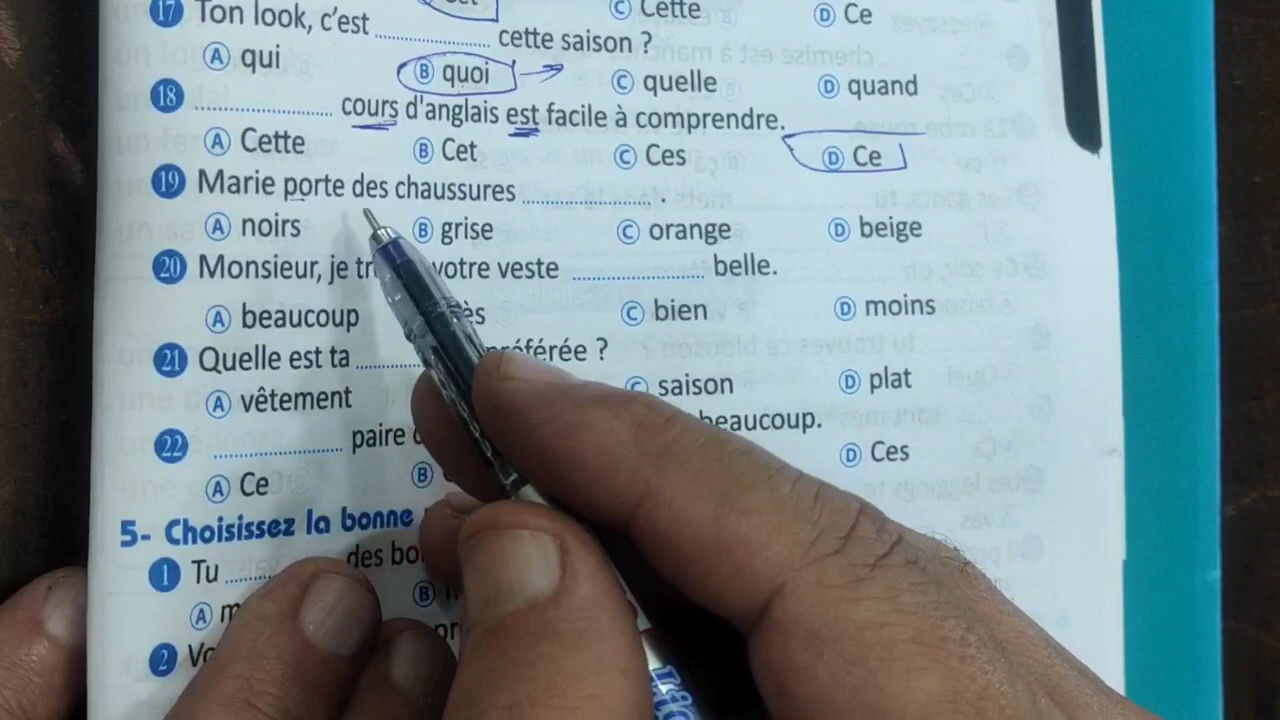 Ⓒ Cette Ⓓ Ce
17 Ton look, c'est .................... cette saison ?
Ⓐ qui Ⓑ quoi Ⓒ quelle Ⓓ quand
18 .................... cours d'anglais est facile à comprendre.
Ⓐ Cette Ⓑ Cet Ⓒ Ces Ⓓ Ce
19 Marie porte des chaussures .................... .
Ⓐ noirs Ⓑ grise Ⓒ orange Ⓓ beige
20 Monsieur, je votre veste .................... belle.
Ⓐ beaucoup Ⓒ bien Ⓓ moins
21 Quelle est ta .......... préférée ?
Ⓐ vêtement Ⓒ saison Ⓓ plat
22 .................... paire beaucoup.
Ⓐ Ce Ⓑ Ⓓ Ces
5- Choisissez la bonne
1 Tu .......... des
Ⓐ Ⓑ
2